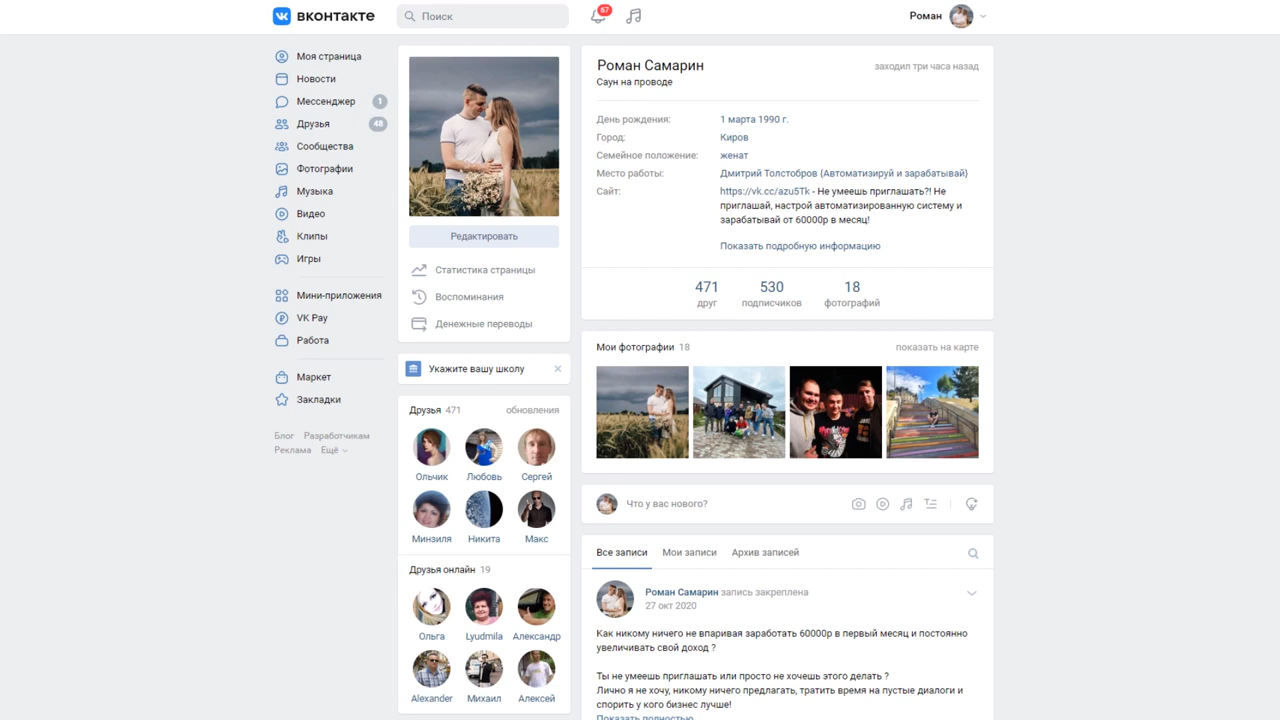 вконтакте
Поиск
67
Роман
Моя страница
Новости
Мессенджер 1
Друзья 48
Сообщества
Фотографии
Музыка
Видео
Клипы
Игры
Мини-приложения
VK Pay
Работа
Маркет
Закладки
Блог Разработчикам
Реклама Ещё
Редактировать
Статистика страницы
Воспоминания
Денежные переводы
Укажите вашу школу
Друзья 471 обновления
Ольчик Любовь Сергей
Минзиля Никита Макс
Друзья онлайн 19
Ольга Lyudmila Александр
Alexander Михаил Алексей
Роман Самарин заходил три часа назад
Саун на проводе
День рождения: 1 марта 1990 г.
Город: Киров
Семейное положение: женат
Место работы: Дмитрий Толстобров (Автоматизируй и зарабатывай)
Сайт: https://vk.cc/azu5Tk - Не умеешь приглашать?! Не
приглашай, настрой автоматизированную систему и
зарабатывай от 60000р в месяц!
Показать подробную информацию
471 530 18
друг подписчиков фотографий
Мои фотографии 18 показать на карте
Что у вас нового?
Все записи Мои записи Архив записей
Роман Самарин запись закреплена
27 окт 2020
Как никому ничего не впаривая заработать 60000р в первый месяц и постоянно
увеличивать свой доход ?
Ты не умеешь приглашать или просто не хочешь этого делать ?
Лично я не хочу, никому ничего предлагать, тратить время на пустые диалоги и
спорить у кого бизнес лучше!
Показать полностью